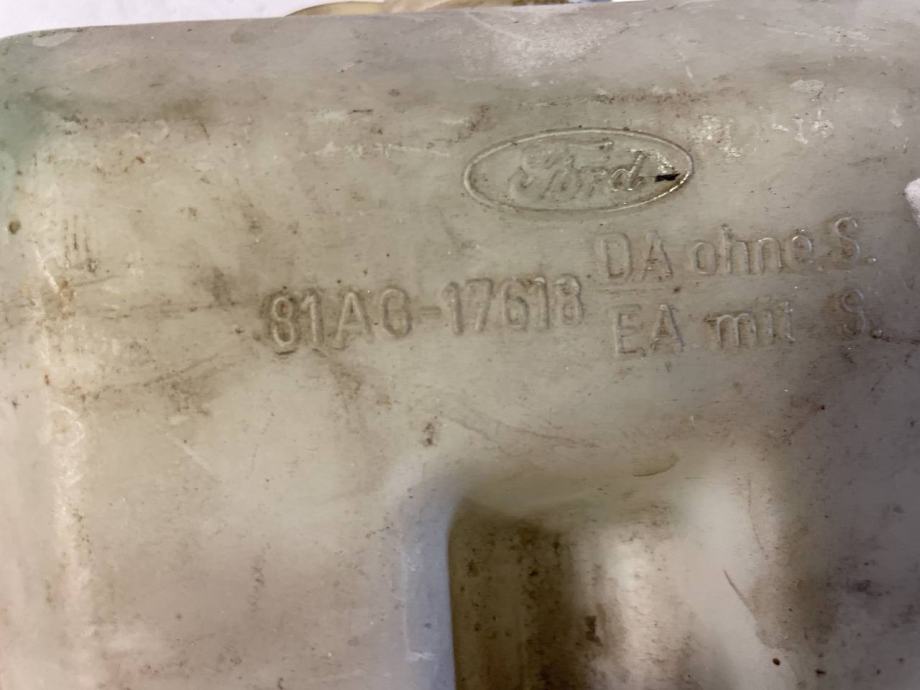 Ford
DA ohne S.
81AG-17618
EA mit S.